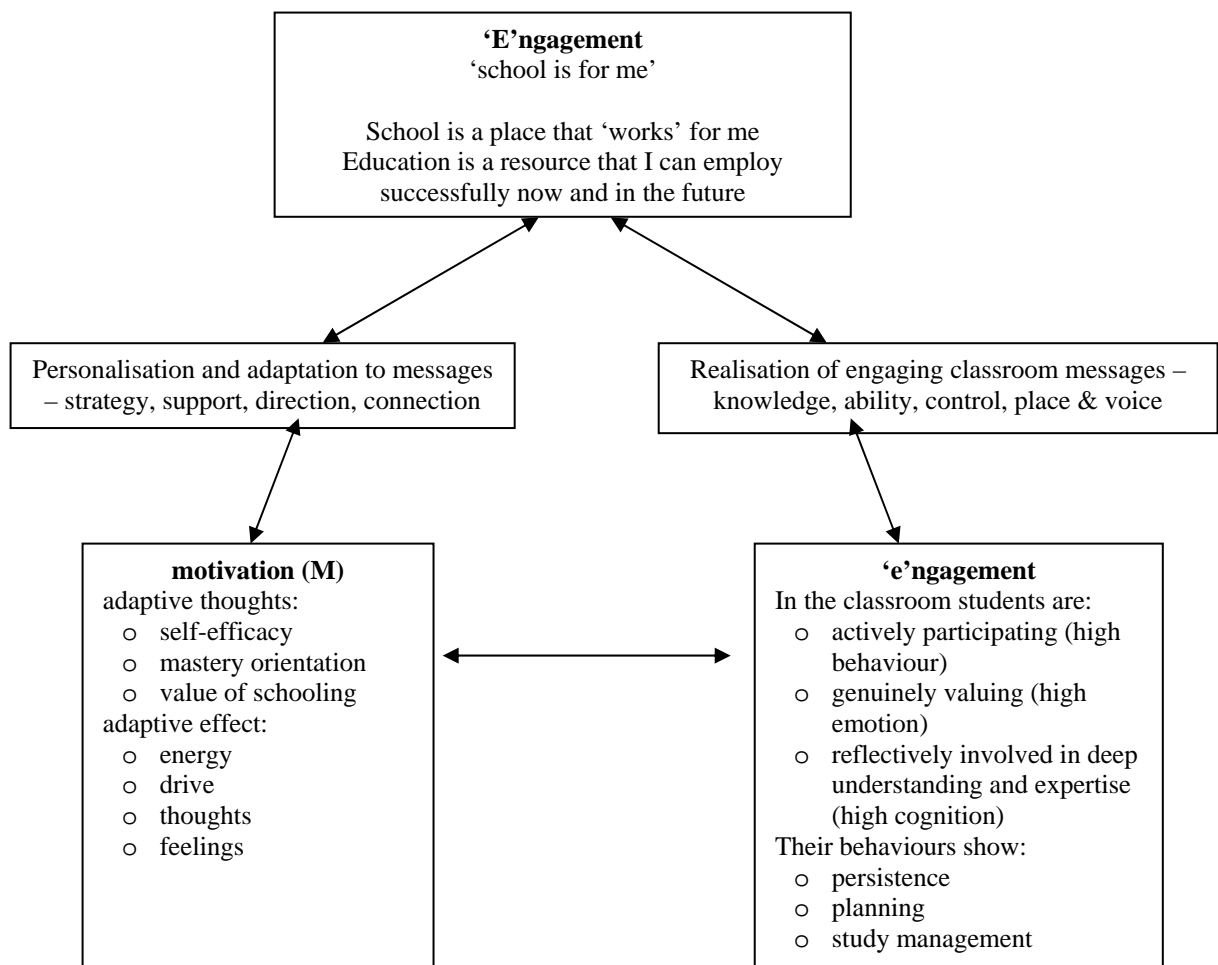 ‘E’ngagement
‘school is for me’
School is a place that ‘works’ for me
Education is a resource that I can employ
successfully now and in the future
Personalisation and adaptation to messages
– strategy, support, direction, connection
Realisation of engaging classroom messages –
knowledge, ability, control, place & voice
motivation (M)
adaptive thoughts:
o self-efficacy
o mastery orientation
o value of schooling
adaptive effect:
o energy
o drive
o thoughts
o feelings
‘e’ngagement
In the classroom students are:
o actively participating (high
behaviour)
o genuinely valuing (high
emotion)
o reflectively involved in deep
understanding and expertise
(high cognition)
Their behaviours show:
o persistence
o planning
o study management